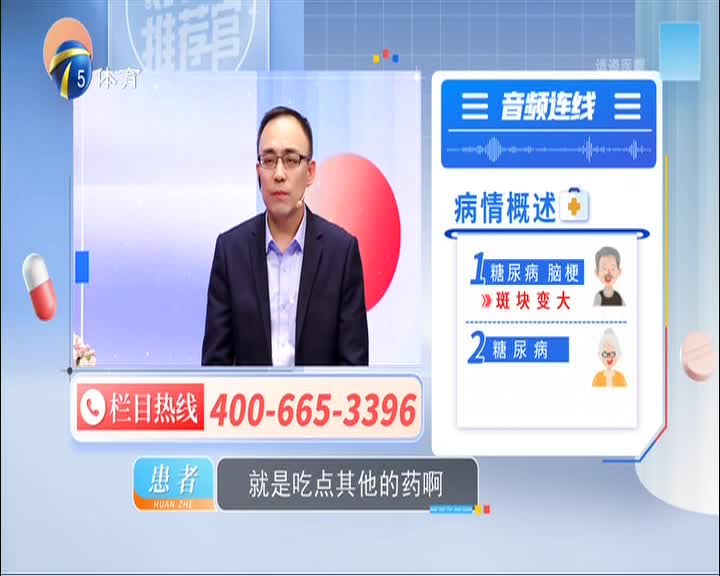 推荐官
5体育
音频连线
病情概述
1 糖尿病 脑梗
斑块变大
2 糖尿病
栏目热线 400-665-3396
患者
HUAN ZHE
就是吃点其他的药啊